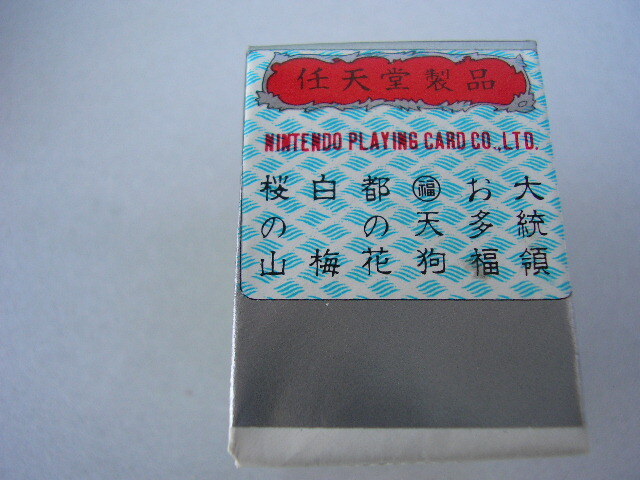 任天堂製品
NINTENDO PLAYING CARD CO.,LTD.
大統領
お多福
㊕天狗
都の花
白梅
桜の山